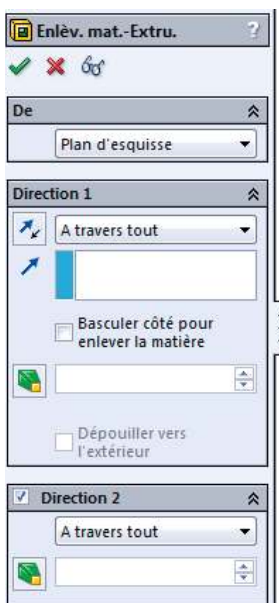 Enlèv. mat.-Extru. ?
De
Plan d'esquisse
Direction 1
A travers tout
Basculer côté pour
enlever la matière
Dépouiller vers
l'extérieur
Direction 2
A travers tout